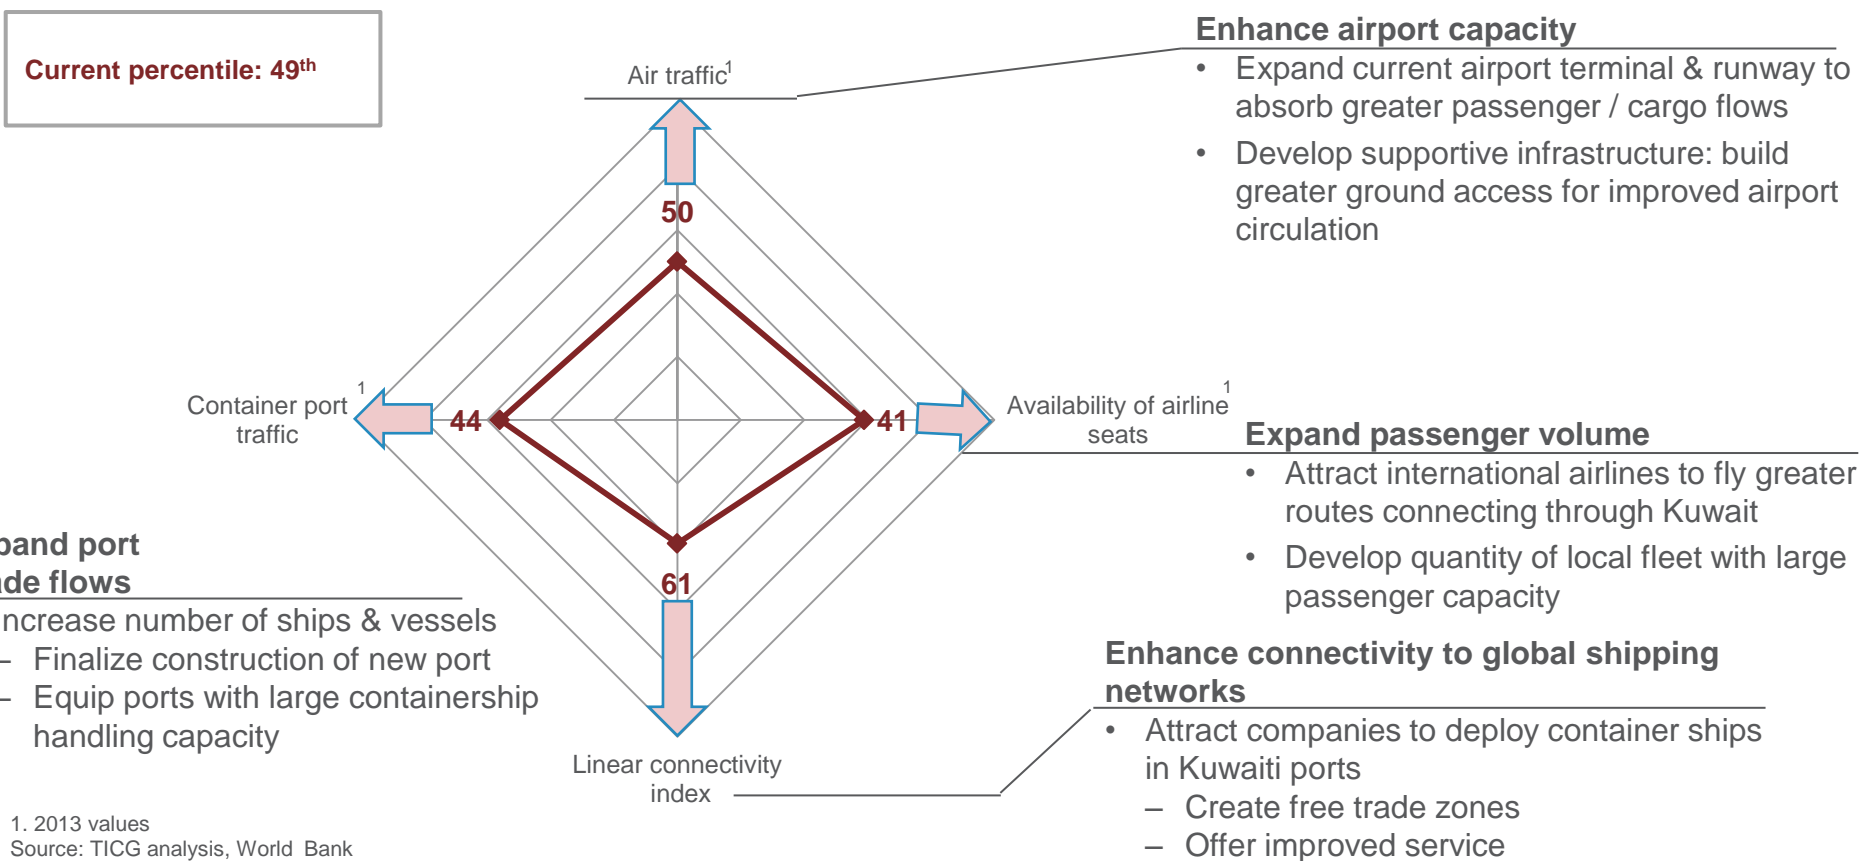 Current percentile: 49th
Air traffic1
Enhance airport capacity
• Expand current airport terminal & runway to
absorb greater passenger / cargo flows
• Develop supportive infrastructure: build
greater ground access for improved airport
circulation
50
Container port 1
traffic
44
41
Availability of airline 1
seats
Expand passenger volume
• Attract international airlines to fly greater
routes connecting through Kuwait
• Develop quantity of local fleet with large
passenger capacity
pand port
ade flows
ncrease number of ships & vessels
– Finalize construction of new port
– Equip ports with large containership
handling capacity
61
Linear connectivity
index
Enhance connectivity to global shipping
networks
• Attract companies to deploy container ships
in Kuwaiti ports
– Create free trade zones
– Offer improved service
1. 2013 values
Source: TICG analysis, World Bank